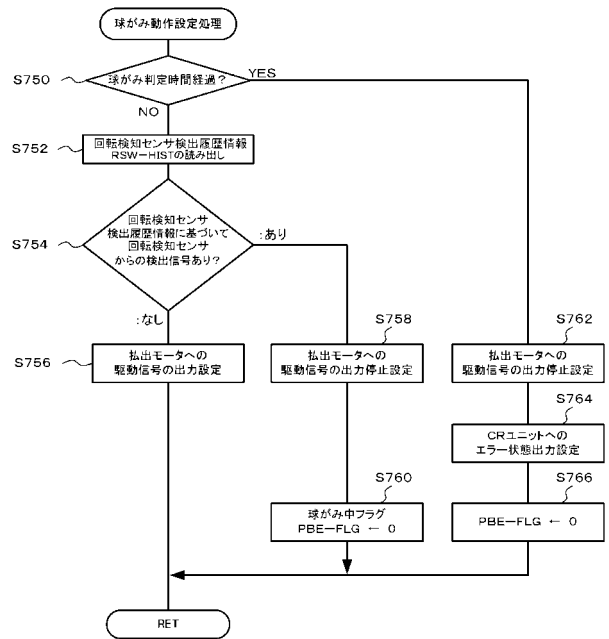 球がみ動作設定処理
S750
球がみ判定時間経過？
YES
NO
S752
回転検知センサ検出履歴情報
RSW－HISTの読み出し
S754
回転検知センサ
検出履歴情報に基づいて
回転検知センサ
からの検出信号あり？
：あり
：なし
S756
払出モータへの
駆動信号の出力設定
S758
払出モータへの
駆動信号の出力停止設定
S760
球がみ中フラグ
PBE－FLG ← 0
S762
払出モータへの
駆動信号の出力停止設定
S764
CRユニットへの
エラー状態出力設定
S766
PBE－FLG ← 0
RET